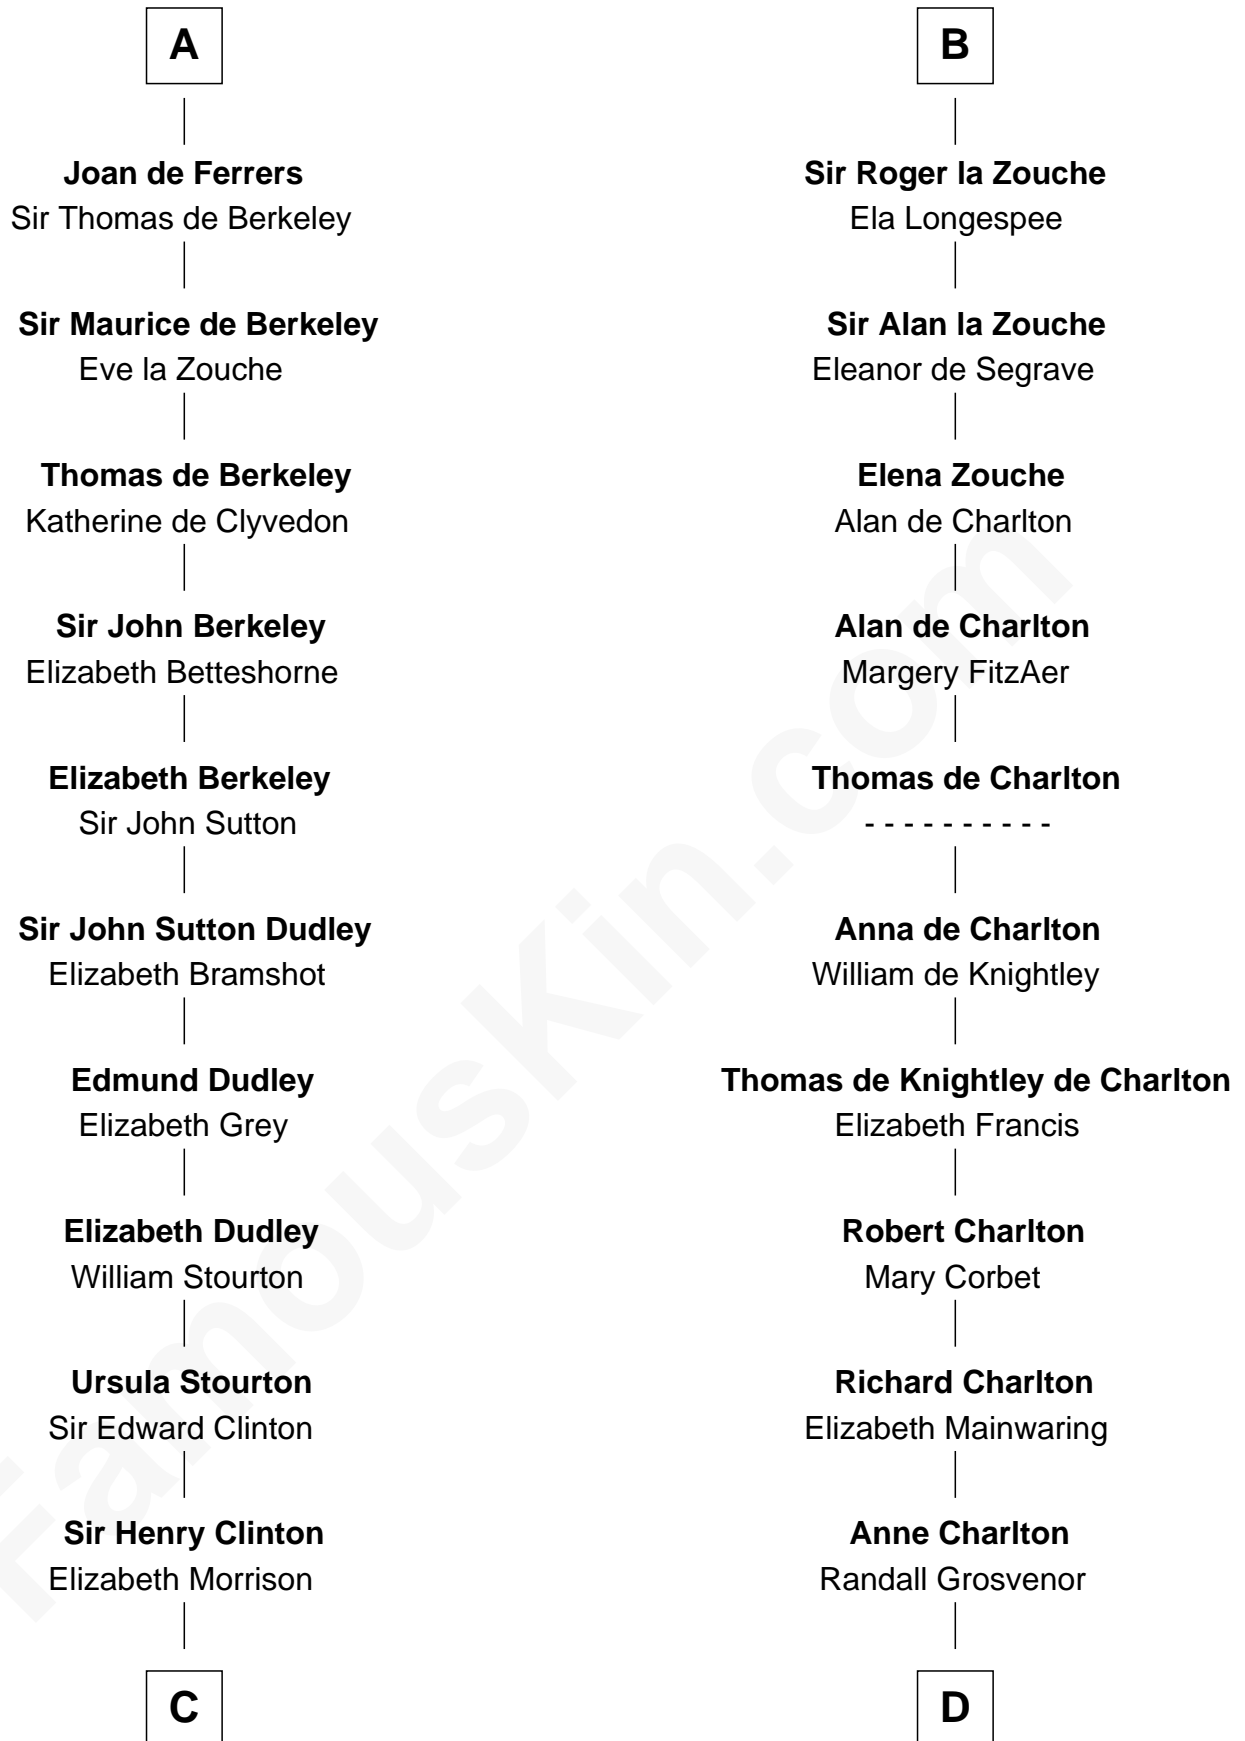 A
Joan de Ferrers
Sir Thomas de Berkeley
Sir Maurice de Berkeley
Eve la Zouche
Thomas de Berkeley
Katherine de Clyvedon
Sir John Berkeley
Elizabeth Betteshorne
Elizabeth Berkeley
Sir John Sutton
Sir John Sutton Dudley
Elizabeth Bramshot
Edmund Dudley
Elizabeth Grey
Elizabeth Dudley
William Stourton
Ursula Stourton
Sir Edward Clinton
Sir Henry Clinton
Elizabeth Morrison
C
B
Sir Roger la Zouche
Ela Longespee
Sir Alan la Zouche
Eleanor de Segrave
Elena Zouche
Alan de Charlton
Alan de Charlton
Margery FitzAer
Thomas de Charlton
- - - - - - - - - -
Anna de Charlton
William de Knightley
Thomas de Knightley de Charlton
Elizabeth Francis
Robert Charlton
Mary Corbet
Richard Charlton
Elizabeth Mainwaring
Anne Charlton
Randall Grosvenor
D
FamousKin.com